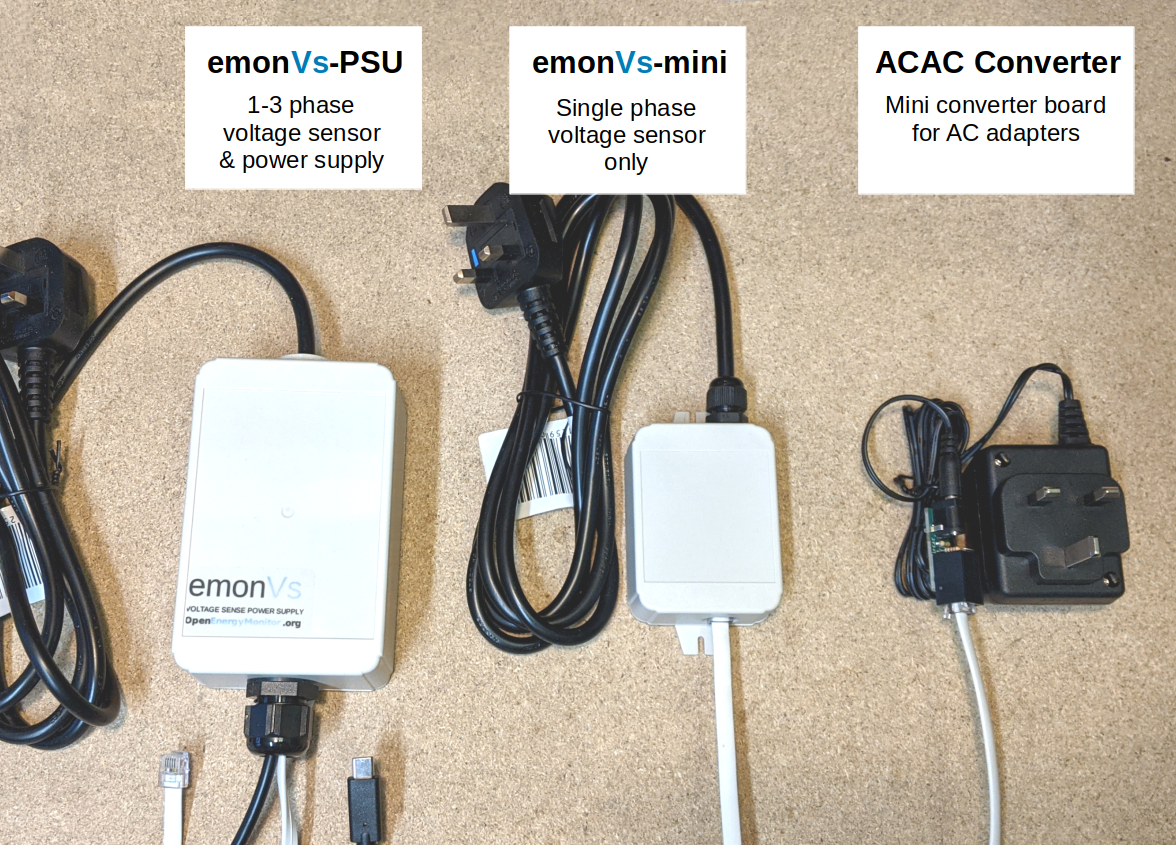 emonVs-PSU
1-3 phase
voltage sensor
& power supply
emonVs-mini
Single phase
voltage sensor
only
ACAC Converter
Mini converter board
for AC adapters
emonVs
VOLTAGE SENSE POWER SUPPLY
OpenEnergyMonitor.org